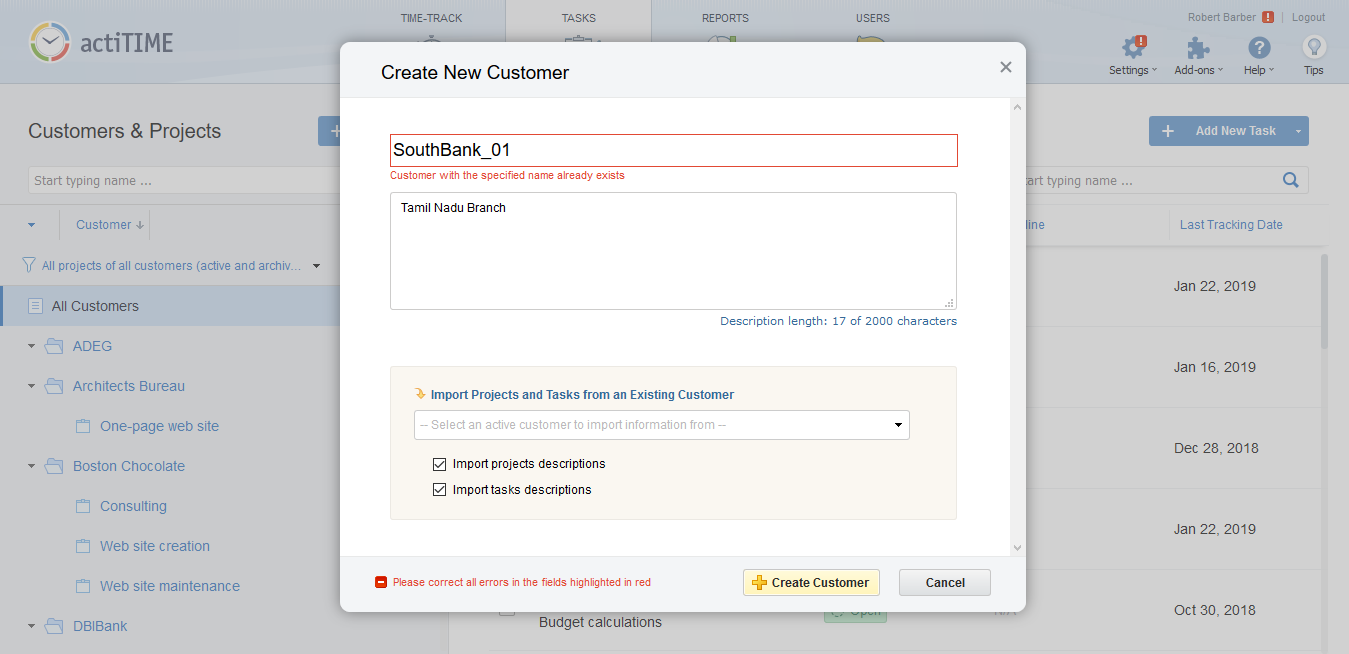 TIME-TRACK
TASKS
REPORTS
USERS
Robert Barber
Logout
actiTIME
Settings
Add-ons
Help
Tips
Create New Customer
Customers & Projects
Add New Task
SouthBank_01
Customer with the specified name already exists
Start typing name ...
typing name ...
Tamil Nadu Branch
Customer
Last Tracking Date
All projects of all customers (active and archiv...
Jan 22, 2019
All Customers
Description length: 17 of 2000 characters
ADEG
Jan 16, 2019
Architects Bureau
Import Projects and Tasks from an Existing Customer
-- Select an active customer to import information from --
One-page web site
Dec 28, 2018
Boston Chocolate
Import projects descriptions
Import tasks descriptions
Consulting
Jan 22, 2019
Web site creation
Please correct all errors in the fields highlighted in red
Create Customer
Cancel
Web site maintenance
Open
Oct 30, 2018
Budget calculations
DBIBank